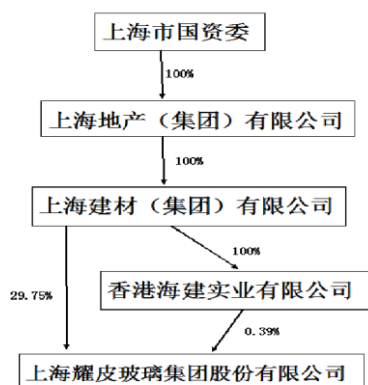 上海市国资委
100%
上海地产（集团）有限公司
100%
上海建材（集团）有限公司
100%
29.75%
香港海建实业有限公司
0.39%
上海耀皮玻璃集团股份有限公司